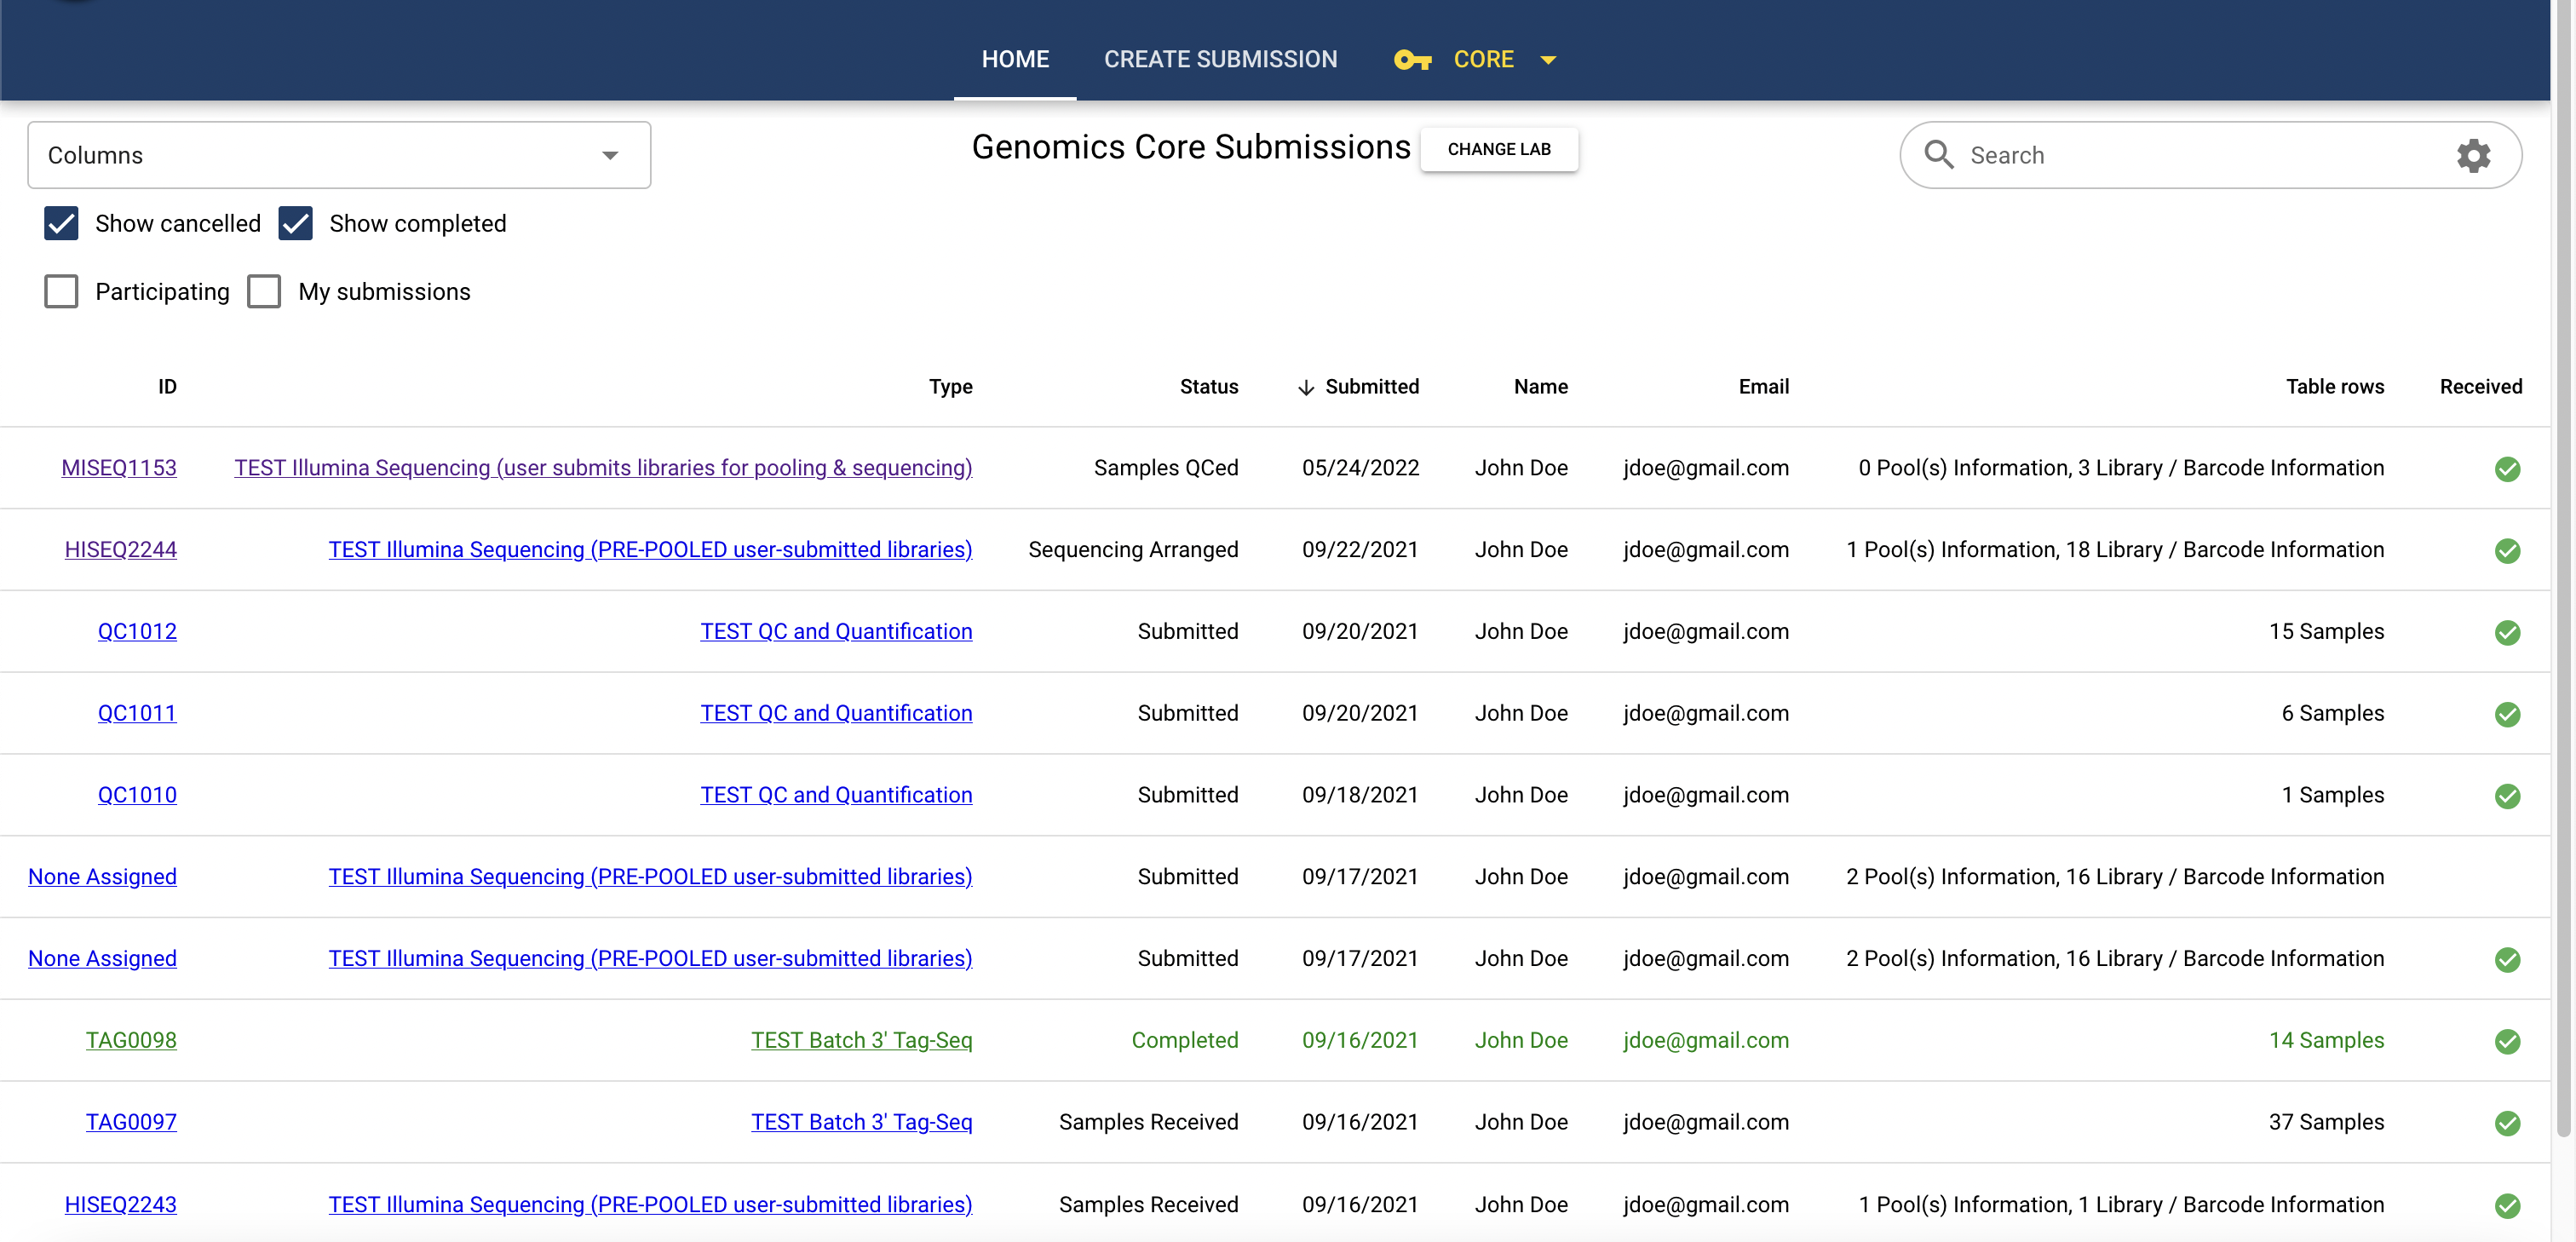 HOME CREATE SUBMISSION CORE
Columns
Genomics Core Submissions CHANGE LAB
Search
Show cancelled Show completed
Participating My submissions
ID Type Status Submitted Name Email Table rows Received
MISEQ1153 TEST Illumina Sequencing (user submits libraries for pooling & sequencing) Samples QCed 05/24/2022 John Doe jdoe@gmail.com 0 Pool(s) Information, 3 Library / Barcode Information
HISEQ2244 TEST Illumina Sequencing (PRE-POOLED user-submitted libraries) Sequencing Arranged 09/22/2021 John Doe jdoe@gmail.com 1 Pool(s) Information, 18 Library / Barcode Information
QC1012 TEST QC and Quantification Submitted 09/20/2021 John Doe jdoe@gmail.com 15 Samples
QC1011 TEST QC and Quantification Submitted 09/20/2021 John Doe jdoe@gmail.com 6 Samples
QC1010 TEST QC and Quantification Submitted 09/18/2021 John Doe jdoe@gmail.com 1 Samples
None Assigned TEST Illumina Sequencing (PRE-POOLED user-submitted libraries) Submitted 09/17/2021 John Doe jdoe@gmail.com 2 Pool(s) Information, 16 Library / Barcode Information
None Assigned TEST Illumina Sequencing (PRE-POOLED user-submitted libraries) Submitted 09/17/2021 John Doe jdoe@gmail.com 2 Pool(s) Information, 16 Library / Barcode Information
TAG0098 TEST Batch 3' Tag-Seq Completed 09/16/2021 John Doe jdoe@gmail.com 14 Samples
TAG0097 TEST Batch 3' Tag-Seq Samples Received 09/16/2021 John Doe jdoe@gmail.com 37 Samples
HISEQ2243 TEST Illumina Sequencing (PRE-POOLED user-submitted libraries) Samples Received 09/16/2021 John Doe jdoe@gmail.com 1 Pool(s) Information, 1 Library / Barcode Information